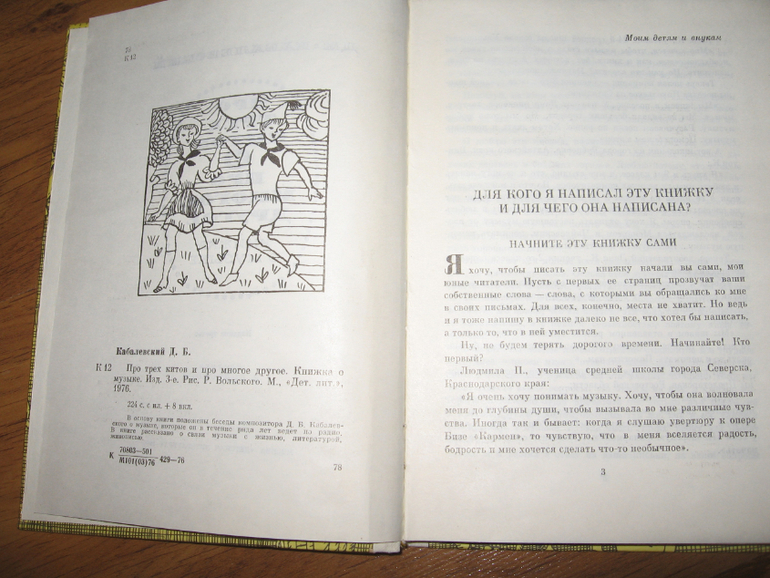 78
К 12
Кабалевский Д. Б.
К 12 Про трех китов и про многое другое. Книжка о
музыке. Изд. 3-е. Рис. Р. Вольского. М., «Дет. лит.»,
1976.
224 с. с ил. + 8 вкл.
В основу книги положены беседы композитора Д. Б. Кабалев-
ского о музыке, которые он в течение ряда лет ведет по радио.
В книге рассказано о связи музыки с жизнью, литературой,
живописью.
К 70803—501
М101(03)76 429—76
78
Моим детям и внукам
ДЛЯ КОГО Я НАПИСАЛ ЭТУ КНИЖКУ
И ДЛЯ ЧЕГО ОНА НАПИСАНА?
НАЧНИТЕ ЭТУ КНИЖКУ САМИ
Я хочу, чтобы писать эту книжку начали вы сами, мои
юные читатели. Пусть с первых ее страниц прозвучат ваши
собственные слова — слова, с которыми вы обращались ко мне
в своих письмах. Для всех, конечно, места не хватит. Но ведь
и я тоже напишу в книжке далеко не все, что хотел бы написать,
а только то, что в ней уместится.
Ну, не будем терять дорогого времени. Начинайте! Кто
первый?
Людмила П., ученица средней школы города Северска,
Краснодарского края:
«Я очень хочу понимать музыку. Хочу, чтобы она волновала
меня до глубины души, чтобы вызывала во мне различные чув-
ства. Иногда так и бывает: когда я слушаю увертюру к опере
Бизе «Кармен», то чувствую, что в меня вселяется радость,
бодрость и мне хочется сделать что-то необычное».
3